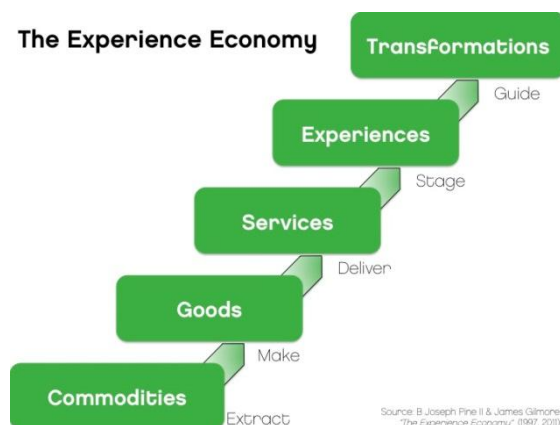 The Experience Economy
Transformations
Guide
Experiences
Stage
Services
Deliver
Goods
Make
Commodities
Extract
Source: B Joseph Pine II & James Gilmore
"The Experience Economy" (1997,